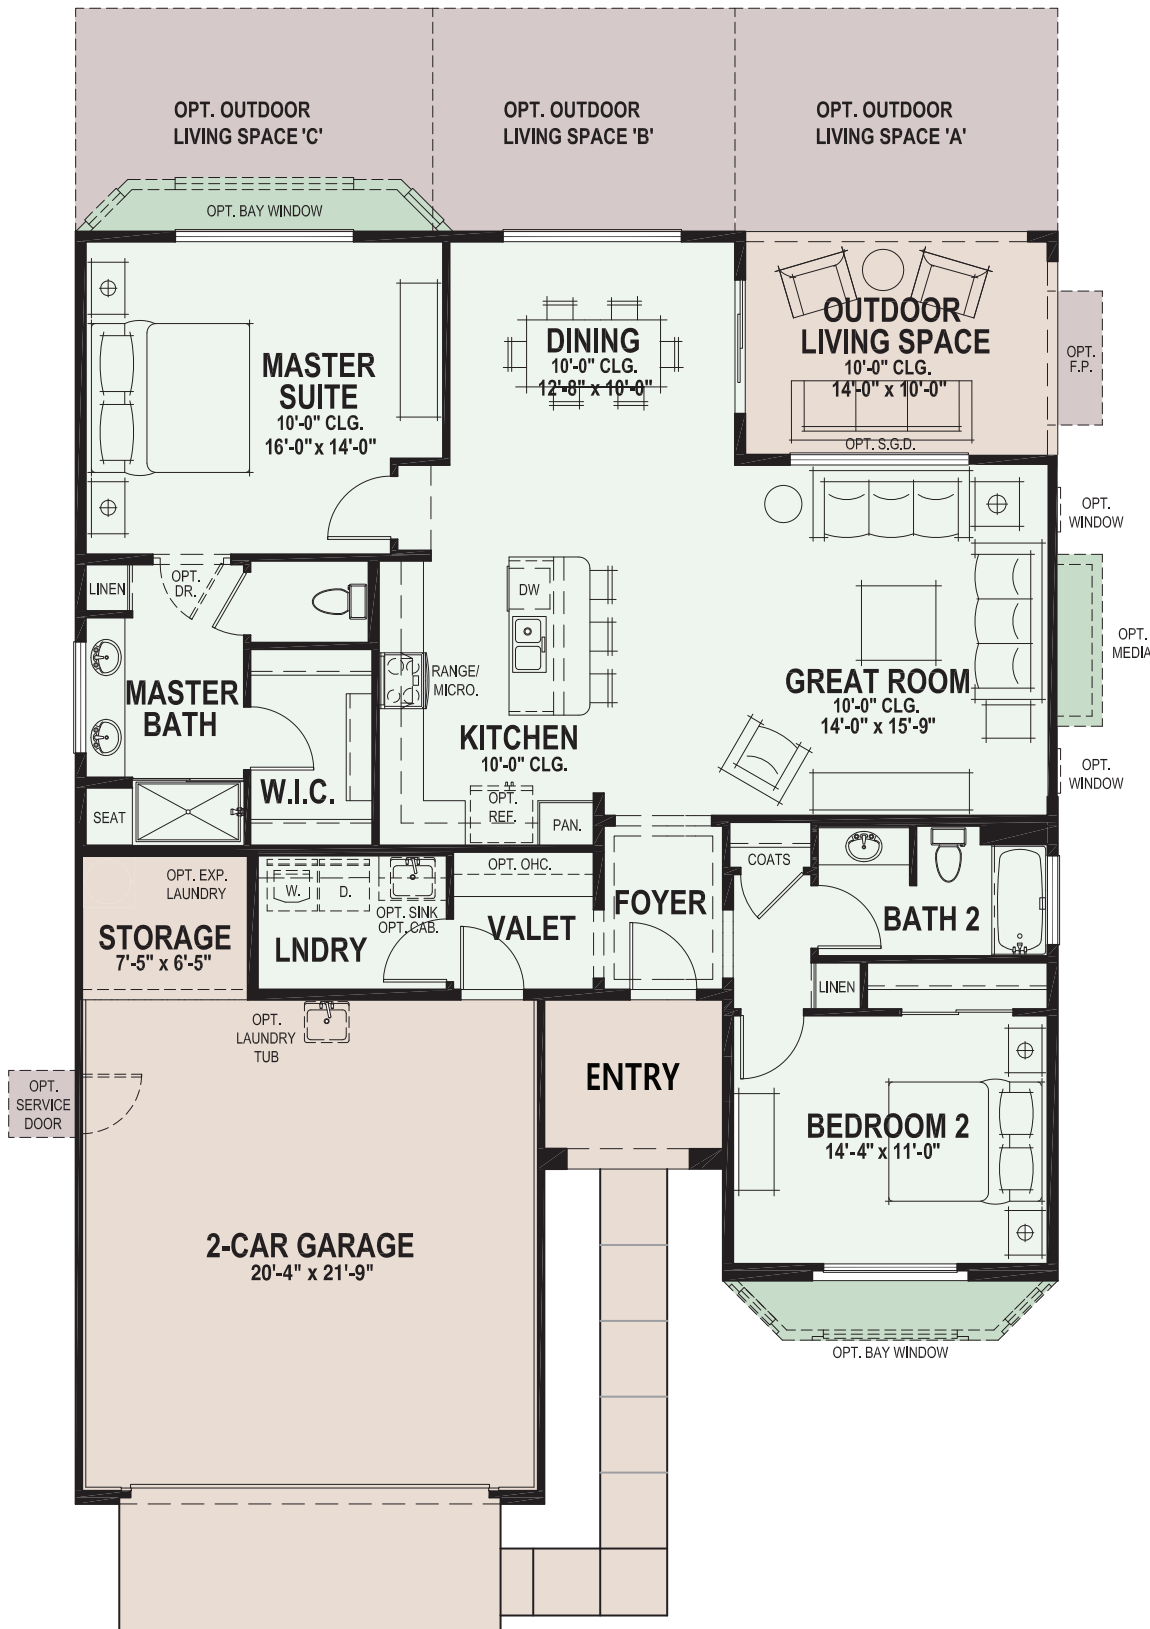 OPT. OUTDOOR
LIVING SPACE 'C'
OPT. OUTDOOR
LIVING SPACE 'B'
OPT. OUTDOOR
LIVING SPACE 'A'
OPT. BAY WINDOW
MASTER
SUITE
10'-0" CLG.
16'-0" x 14'-0"
DINING
10'-0" CLG.
12'-8" x 10'-0"
OUTDOOR
LIVING SPACE
10'-0" CLG.
14'-0" x 10'-0"
OPT. S.G.D.
OPT.
F.P.
OPT.
WINDOW
LINEN
OPT.
DR.
DW
OPT.
MEDIA
RANGE/
MICRO.
MASTER
BATH
GREAT ROOM
10'-0" CLG.
14'-0" x 15'-9"
KITCHEN
10'-0" CLG.
OPT.
WINDOW
W.I.C.
SEAT
OPT.
REF.
PAN.
OPT. EXP.
LAUNDRY
W.
D.
OPT. SINK
OPT.CAB.
OPT. OHC.
COATS
FOYER
BATH 2
STORAGE
7'-5" x 6'-5"
LNDRY
VALET
LINEN
OPT.
LAUNDRY
TUB
OPT.
SERVICE
DOOR
ENTRY
BEDROOM 2
14'-4" x 11'-0"
2-CAR GARAGE
20'-4" x 21'-9"
OPT. BAY WINDOW